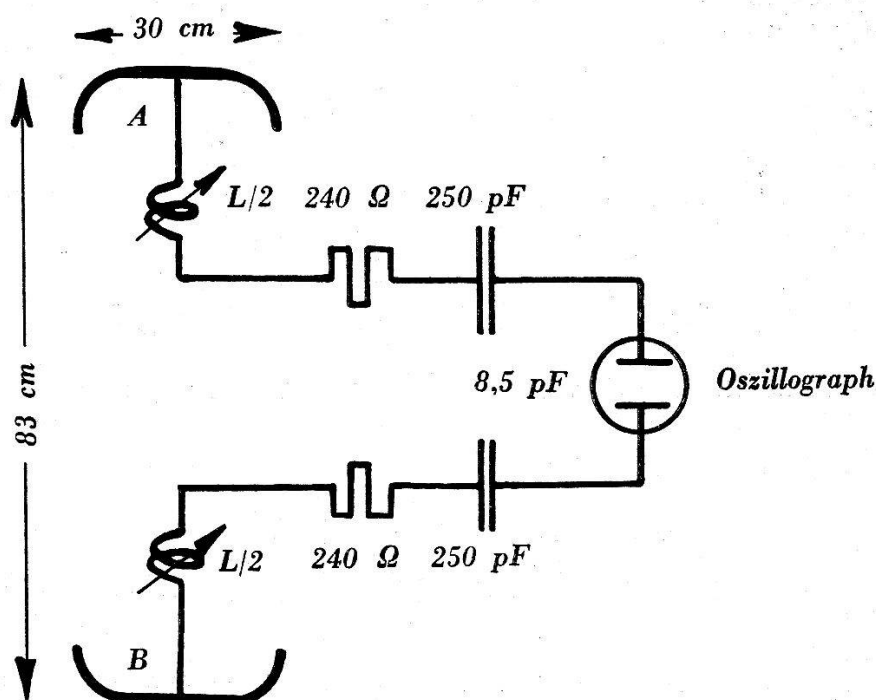 30 cm
A
L/2 240 Ω 250 pF
83 cm
8,5 pF Oszillograph
L/2 240 Ω 250 pF
B